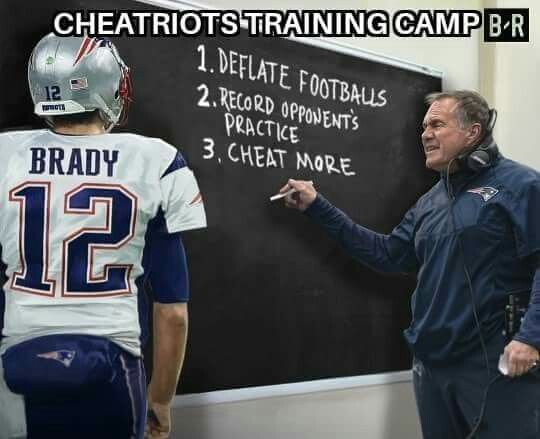 CHEATRIOTS TRAINING CAMP B/R
1. DEFLATE FOOTBALLS
2. RECORD OPPONENT'S
PRACTICE
3. CHEAT MORE
12
BRADY
12